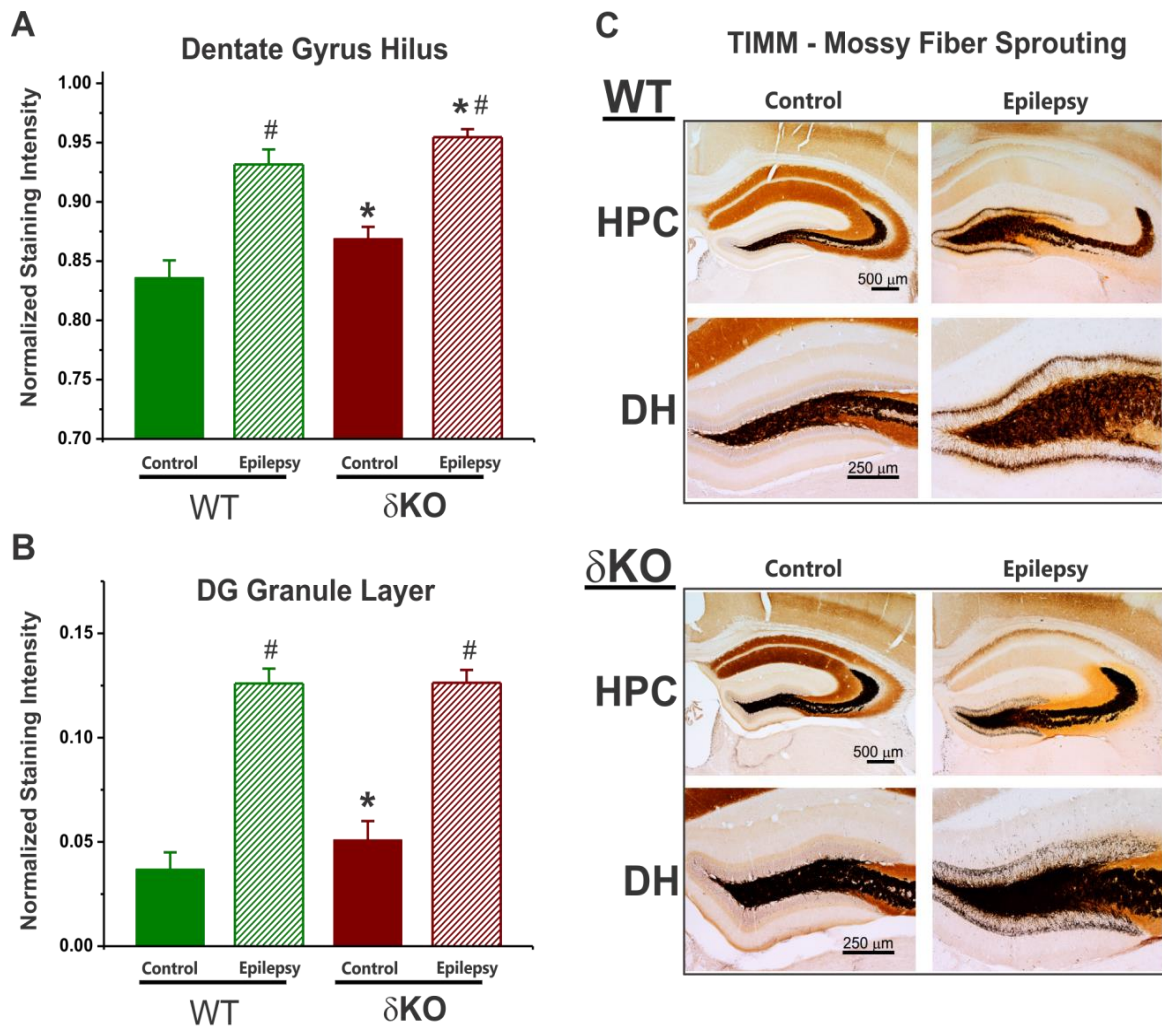 A
Dentate Gyrus Hilus
Normalized Staining Intensity
1.00
0.95
0.90
0.85
0.80
0.75
0.70
#
*
* #
Control Epilepsy Control Epilepsy
WT δKO
B
DG Granule Layer
Normalized Staining Intensity
0.15
0.10
0.05
0.00
#
*
#
Control Epilepsy Control Epilepsy
WT δKO
C
TIMM - Mossy Fiber Sprouting
WT
Control Epilepsy
HPC
500 μm
DH
250 μm
δKO
Control Epilepsy
HPC
500 μm
DH
250 μm